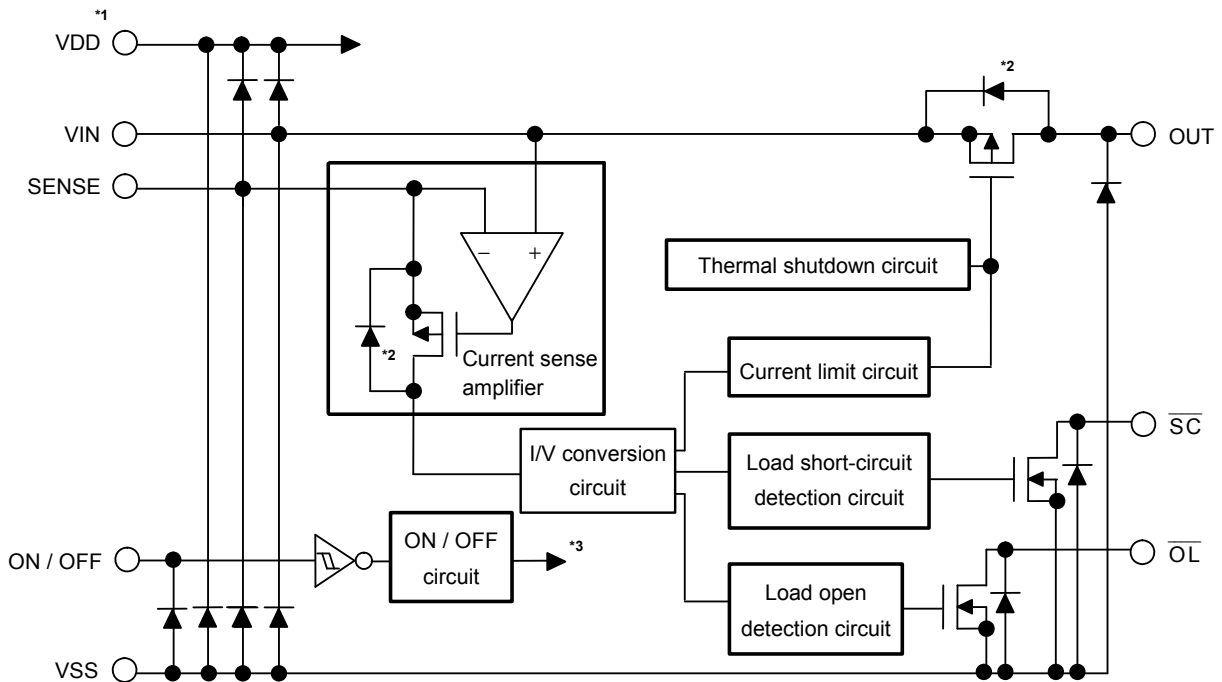 *1
VDD
*2
VIN
OUT
SENSE
− +
Thermal shutdown circuit
*2
Current sense
amplifier
Current limit circuit
SC
I/V conversion
circuit
Load short-circuit
detection circuit
ON / OFF
ON / OFF
circuit
*3
OL
Load open
detection circuit
VSS